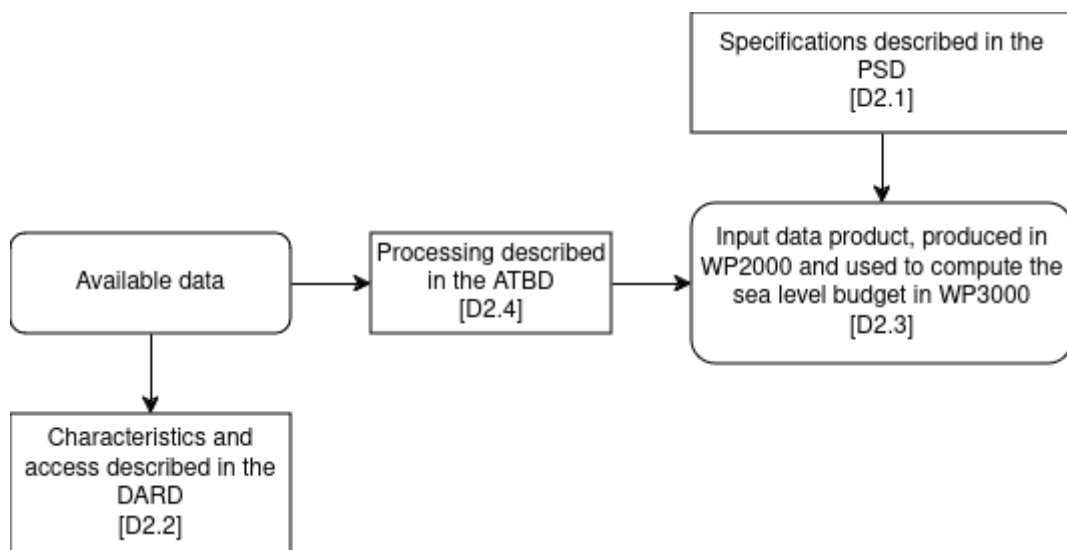 Specifications described in the
PSD
[D2.1]
Available data
Processing described
in the ATBD
[D2.4]
Input data product, produced in
WP2000 and used to compute the
sea level budget in WP3000
[D2.3]
Characteristics and
access described in the
DARD
[D2.2]